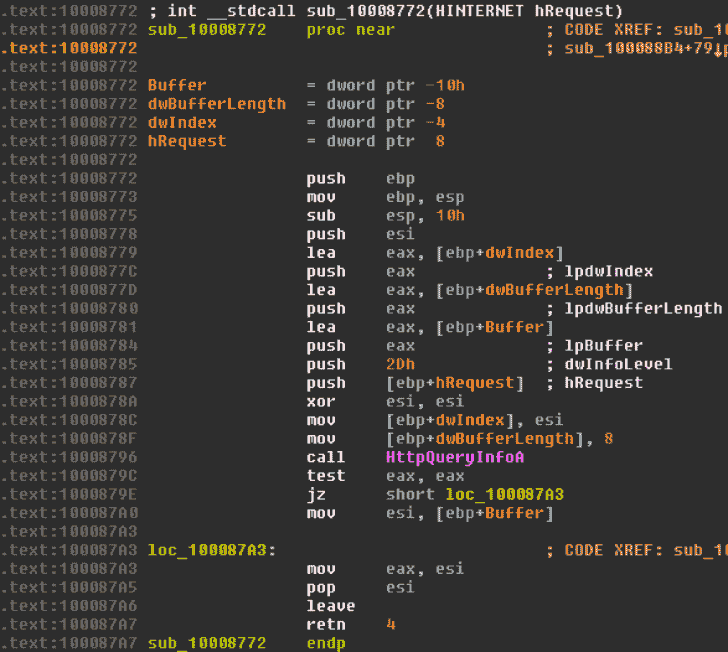 .text:10008772 ; int __stdcall sub_10008772(HINTERNET hRequest)
.text:10008772 sub_10008772 proc near ; CODE XREF: sub_10
.text:10008772 ; sub_100088B4+79↓p
.text:10008772
.text:10008772 Buffer = dword ptr -10h
.text:10008772 dwBufferLength = dword ptr -8
.text:10008772 dwIndex = dword ptr -4
.text:10008772 hRequest = dword ptr 8
.text:10008772
.text:10008772 push ebp
.text:10008773 mov ebp, esp
.text:10008775 sub esp, 10h
.text:10008778 push esi
.text:10008779 lea eax, [ebp+dwIndex]
.text:1000877C push eax ; lpdwIndex
.text:1000877D lea eax, [ebp+dwBufferLength]
.text:10008780 push eax ; lpdwBufferLength
.text:10008781 lea eax, [ebp+Buffer]
.text:10008784 push eax ; lpBuffer
.text:10008785 push 2Dh ; dwInfoLevel
.text:10008787 push [ebp+hRequest] ; hRequest
.text:1000878A xor esi, esi
.text:1000878C mov [ebp+dwIndex], esi
.text:1000878F mov [ebp+dwBufferLength], 8
.text:10008796 call HttpQueryInfoA
.text:1000879C test eax, eax
.text:1000879E jz short loc_100087A3
.text:100087A0 mov esi, [ebp+Buffer]
.text:100087A3
.text:100087A3 loc_100087A3: ; CODE XREF: sub_10
.text:100087A3 mov eax, esi
.text:100087A5 pop esi
.text:100087A6 leave
.text:100087A7 retn 4
.text:100087A7 sub_10008772 endp